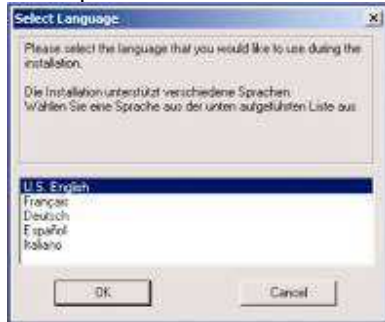 Select Language
Please select the language that you would like to use during the
installation.
Die Installation unterstützt verschiedene Sprachen.
Wählen Sie eine Sprache aus der unten aufgeführten Liste aus
U.S. English
Français
Deutsch
Español
Italiano
OK
Cancel